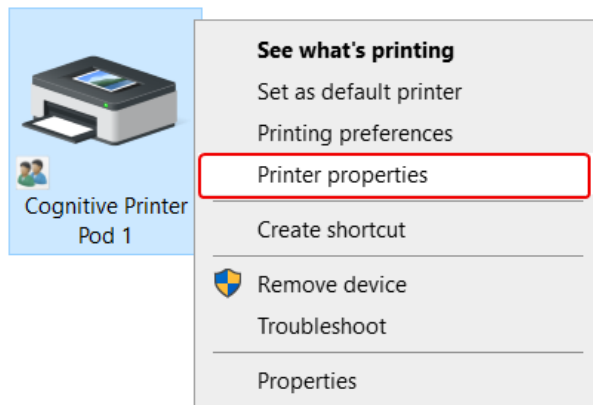 See what's printing
Set as default printer
Printing preferences
Printer properties
Cognitive Printer
Pod 1
Create shortcut
Remove device
Troubleshoot
Properties